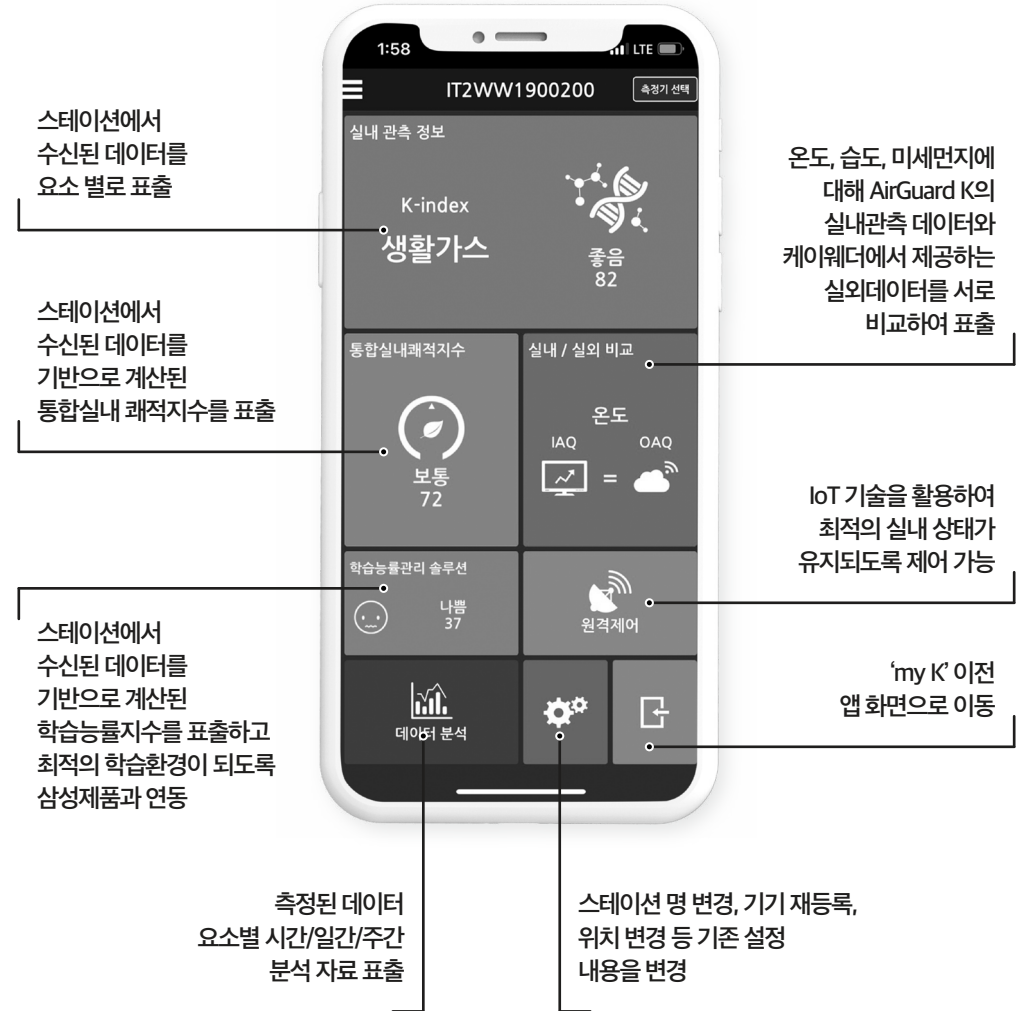 1:58
LTE
IT2WW1900200
측정기 선택
실내 관측 정보
K-index
생활가스
좋음
82
통합실내쾌적지수
보통
72
실내 / 실외 비교
온도
IAQ
OAQ
=
학습능률관리 솔루션
나쁨
37
원격제어
데이터 분석
스테이션에서
수신된 데이터를
요소 별로 표출
스테이션에서
수신된 데이터를
기반으로 계산된
통합실내 쾌적지수를 표출
스테이션에서
수신된 데이터를
기반으로 계산된
학습능률지수를 표출하고
최적의 학습환경이 되도록
삼성제품과 연동
온도, 습도, 미세먼지에
대해 AirGuard K의
실내관측 데이터와
케이웨더에서 제공하는
실외데이터를 서로
비교하여 표출
IoT 기술을 활용하여
최적의 실내 상태가
유지되도록 제어 가능
‘my K’ 이전
앱 화면으로 이동
측정된 데이터
요소별 시간/일간/주간
분석 자료 표출
스테이션 명 변경, 기기 재등록,
위치 변경 등 기존 설정
내용을 변경